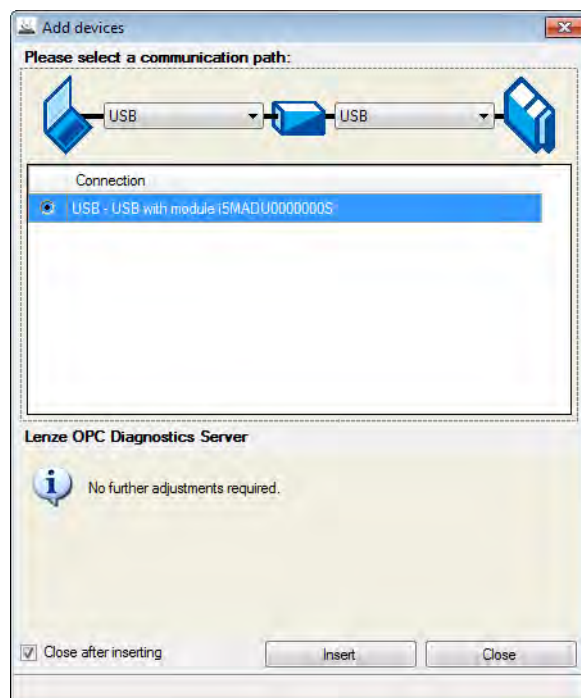 Add devices
Please select a communication path:
USB USB
Connection
USB - USB with module i5MADU0000000S
Lenze OPC Diagnostics Server
No further adjustments required.
Close after inserting Insert Close